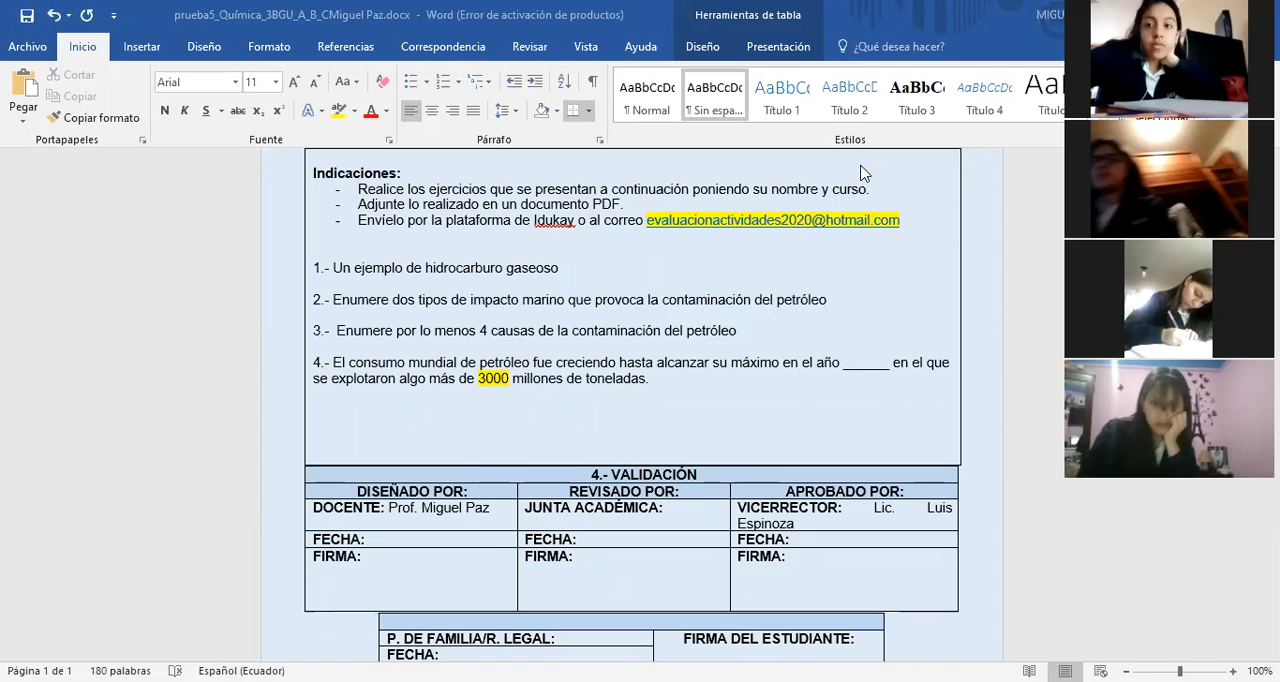 prueba5_Química_3BGU_A_B_CMiguel Paz.docx - Word (Error de activación de productos)
Herramientas de tabla
MIGU
Archivo Inicio Insertar Diseño Formato Referencias Correspondencia Revisar Vista Ayuda Diseño Presentación ¿Qué desea hacer?
Pegar
Cortar
Copiar
Copiar formato
Arial 11
AaBbCcDc AaBbCcDc AaBbCc AaBbCcD AaBbC AaBbCcDc
¶ Normal ¶ Sin espa... Título 1 Título 2 Título 3 Título 4
Portapapeles Fuente Párrafo Estilos
Indicaciones:
- Realice los ejercicios que se presentan a continuación poniendo su nombre y curso.
- Adjunte lo realizado en un documento PDF.
- Envíelo por la plataforma de Idukay o al correo evaluacionactividades2020@hotmail.com
1.- Un ejemplo de hidrocarburo gaseoso
2.- Enumere dos tipos de impacto marino que provoca la contaminación del petróleo
3.- Enumere por lo menos 4 causas de la contaminación del petróleo
4.- El consumo mundial de petróleo fue creciendo hasta alcanzar su máximo en el año ______ en el que
se explotaron algo más de 3000 millones de toneladas.
4.- VALIDACIÓN
DISEÑADO POR: REVISADO POR: APROBADO POR:
DOCENTE: Prof. Miguel Paz JUNTA ACADÉMICA: VICERRECTOR: Lic. Luis
Espinoza
FECHA: FECHA: FECHA:
FIRMA: FIRMA: FIRMA:
P. DE FAMILIA/R. LEGAL: FIRMA DEL ESTUDIANTE:
FECHA:
Página 1 de 1 180 palabras Español (Ecuador) 100%